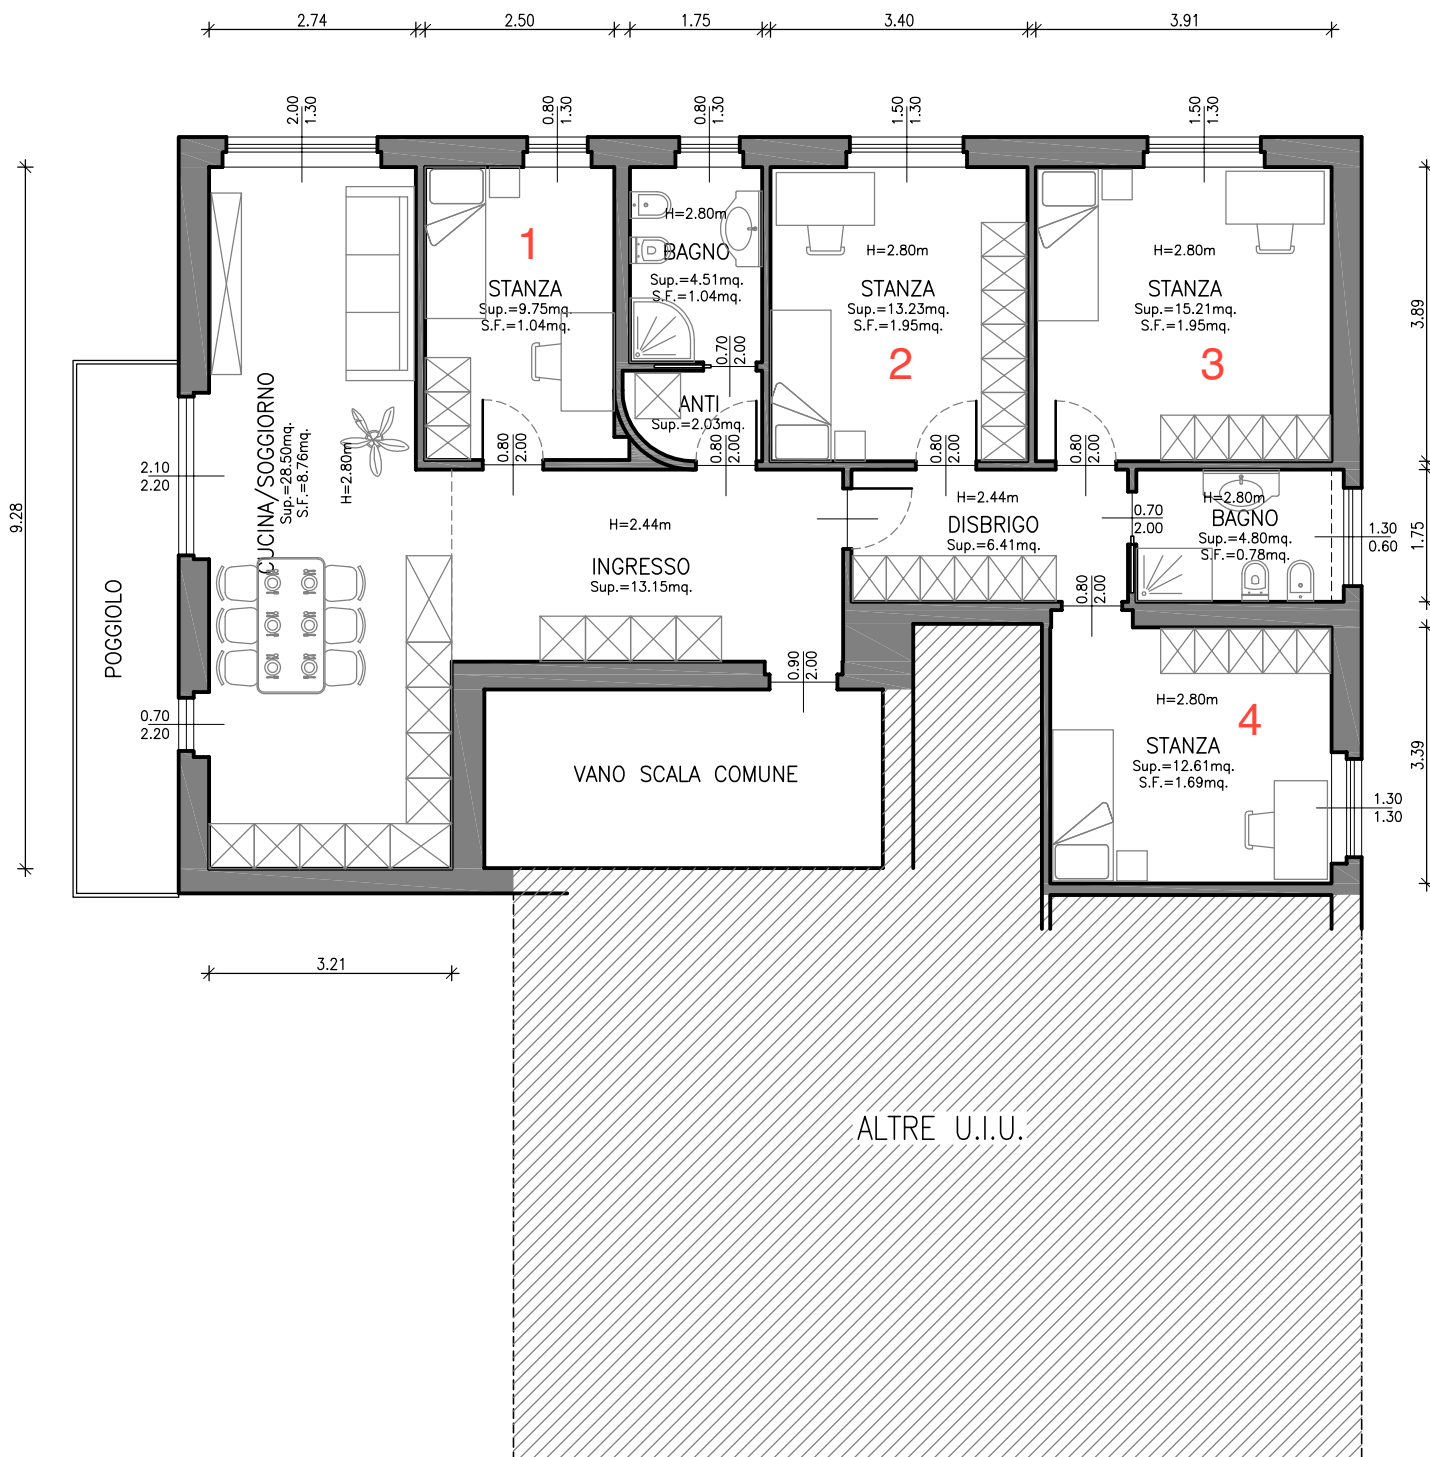 2.74
2.50
1.75
3.40
3.91
2.00
1.30
0.80
1.30
0.80
1.30
1.50
1.30
1.50
1.30
9.28
3.89
1.75
3.39
3.21
POGGIOLO
2.10
2.20
0.70
2.20
CUCINA/SOGGIORNO
Sup.=28.50mq.
S.F.=8.76mq.
H=2.80m
1
STANZA
Sup.=9.75mq.
S.F.=1.04mq.
0.80
2.00
H=2.80m
BAGNO
Sup.=4.51mq.
S.F.=1.04mq.
0.70
2.00
ANTI
Sup.=2.03mq.
0.80
2.00
H=2.80m
STANZA
Sup.=13.23mq.
S.F.=1.95mq.
2
0.80
2.00
H=2.80m
STANZA
Sup.=15.21mq.
S.F.=1.95mq.
3
0.80
2.00
H=2.44m
INGRESSO
Sup.=13.15mq.
0.90
2.00
H=2.44m
DISBRIGO
Sup.=6.41mq.
0.70
2.00
0.80
2.00
H=2.80m
BAGNO
Sup.=4.80mq.
S.F.=0.78mq.
1.30
0.60
H=2.80m
4
STANZA
Sup.=12.61mq.
S.F.=1.69mq.
1.30
1.30
VANO SCALA COMUNE
ALTRE U.I.U.